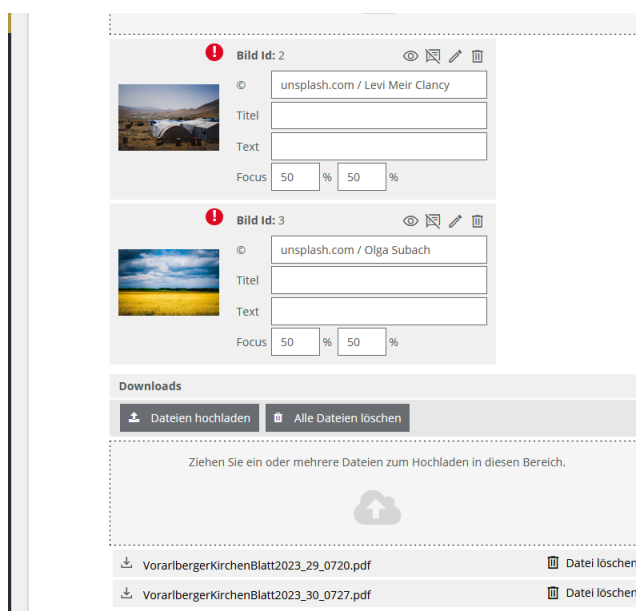 Bild Id: 2
© unsplash.com / Levi Meir Clancy
Titel
Text
Focus 50 % 50 %
Bild Id: 3
© unsplash.com / Olga Subach
Titel
Text
Focus 50 % 50 %
Downloads
Dateien hochladen Alle Dateien löschen
Ziehen Sie ein oder mehrere Dateien zum Hochladen in diesen Bereich.
VorarlbergerKirchenBlatt2023_29_0720.pdf Datei löschen
VorarlbergerKirchenBlatt2023_30_0727.pdf Datei löschen